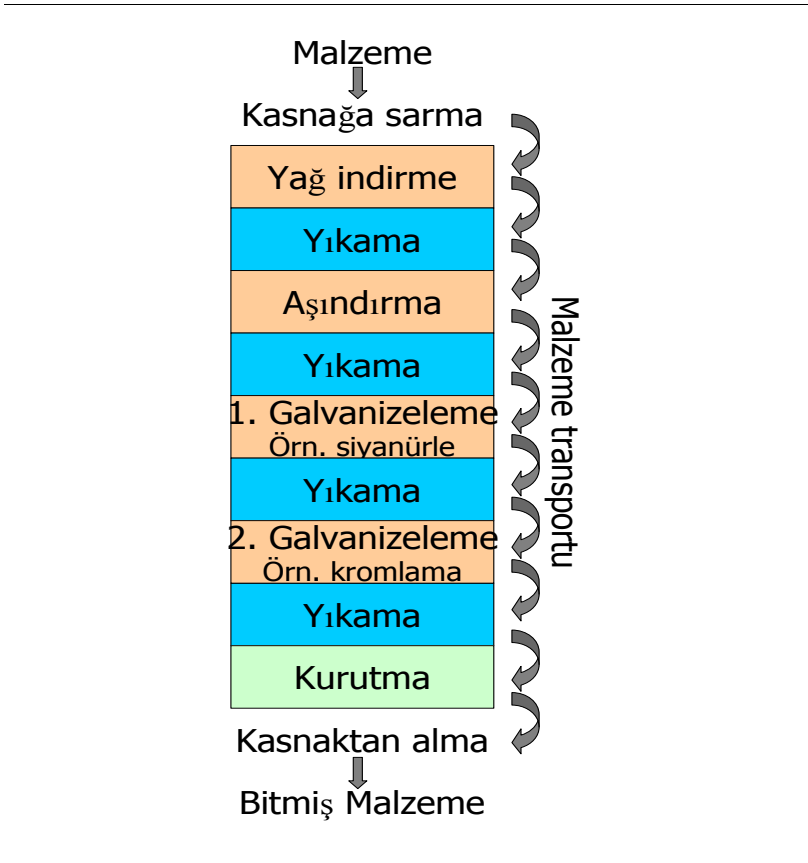 Malzeme
Kasnağa sarma
Yağ indirme
Yıkama
Aşındırma
Yıkama
1. Galvanizeleme
Örn. siyanürle
Yıkama
2. Galvanizeleme
Örn. kromlama
Yıkama
Kurutma
Kasnaktan alma
Bitmiş Malzeme
Malzeme transportu